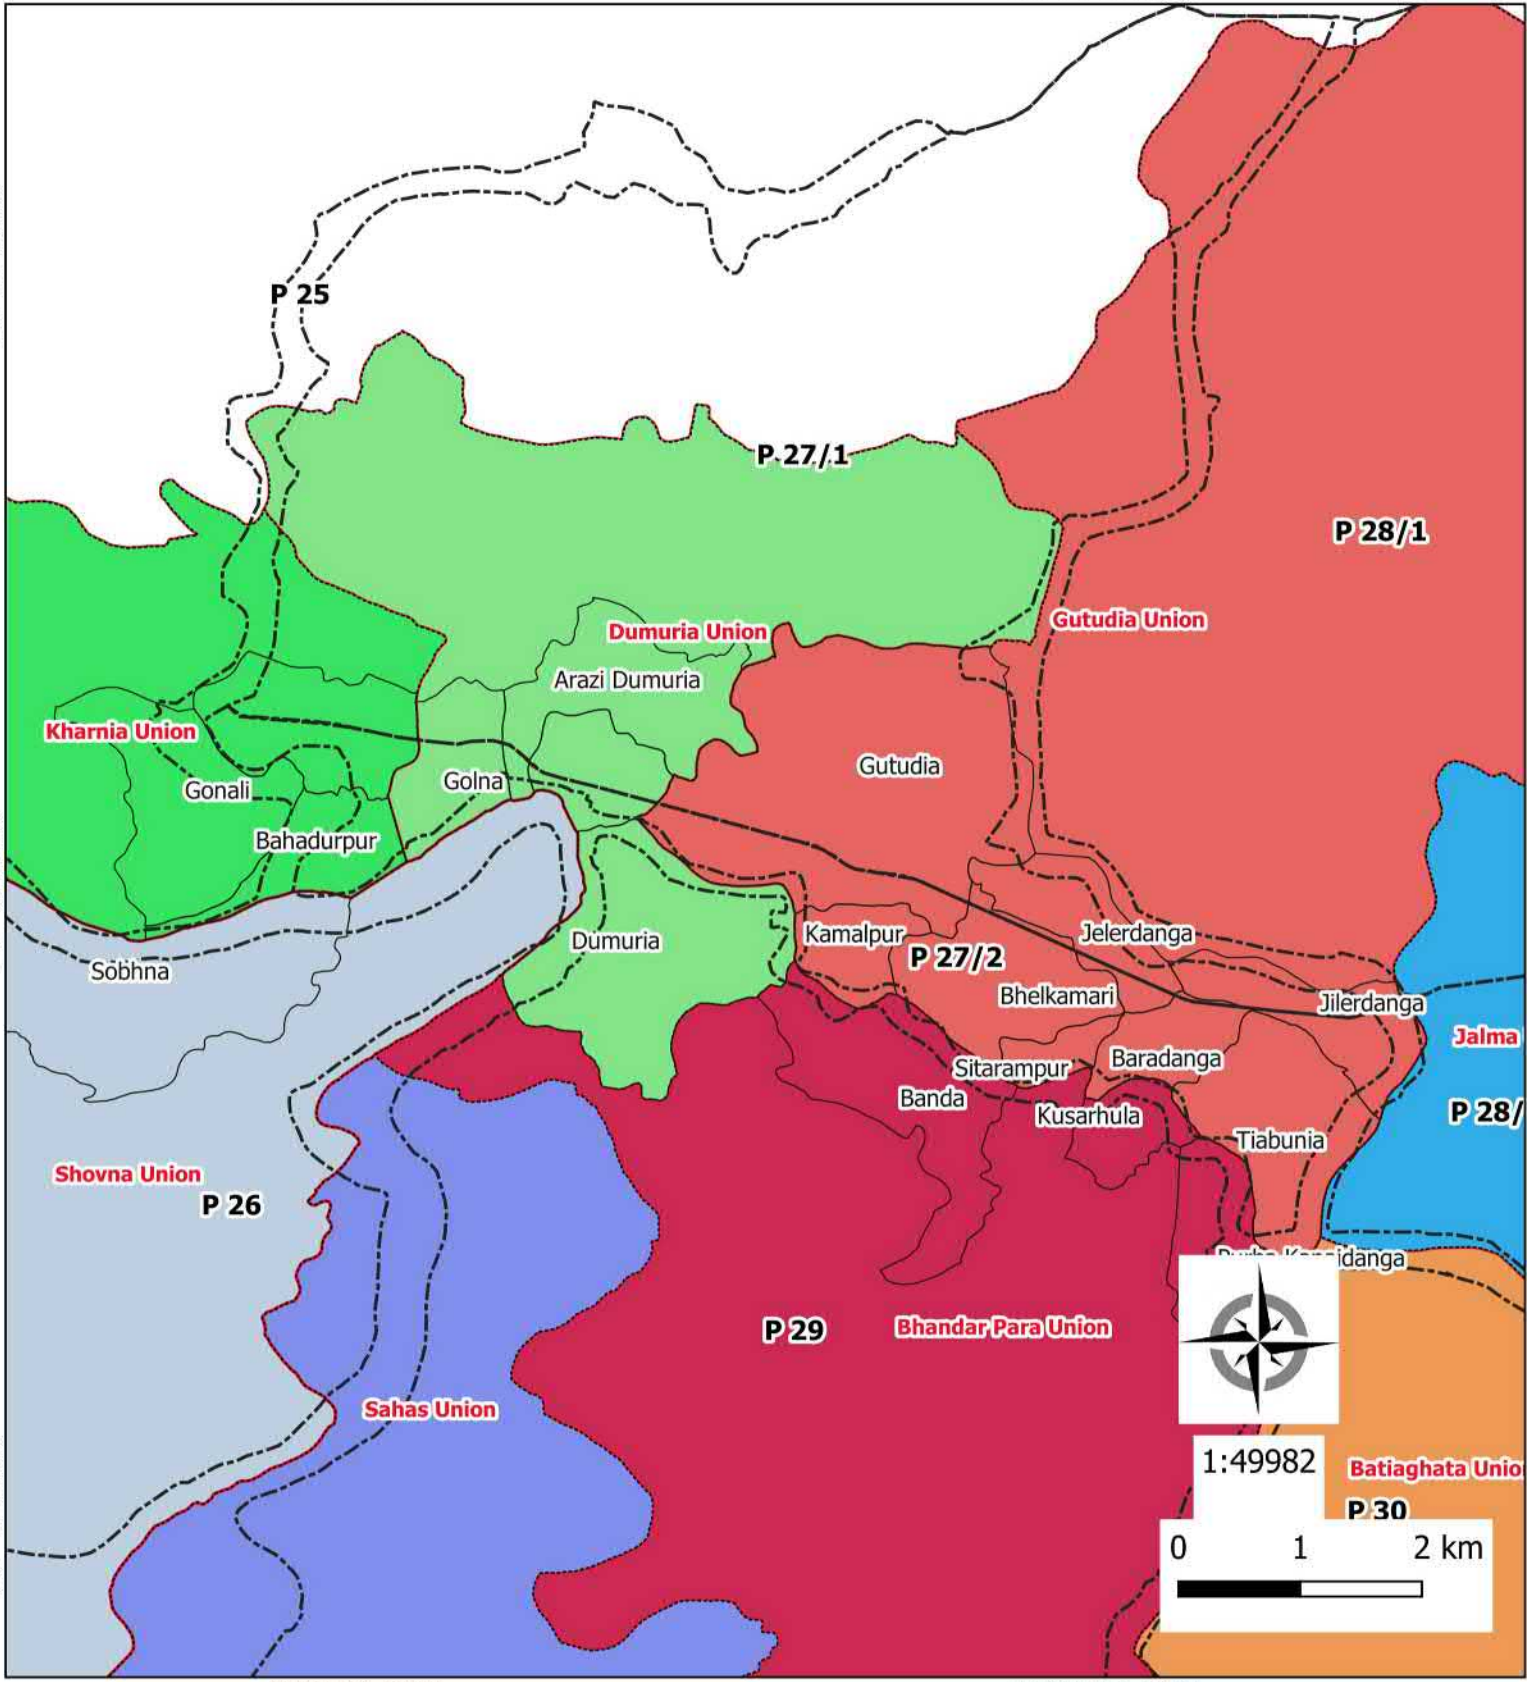 P 25
P 27/1
P 28/1
Gutudia Union
Dumuria Union
Arazi Dumuria
Kharnia Union
Gutudia
Golna
Gonali
Bahadurpur
Kamalpur
Jelerdanga
Dumuria
P 27/2
Sobhna
Bhelkamari
Jilerdanga
Jalma
Baradanga
Sitarampur
Banda
P 28/
Kusarhula
Tiabunia
Shovna Union
P 26
idanga
P 29
Bhandar Para Union
Sahas Union
1:49982
Batiaghata Unio
P 30
0 1 2 km